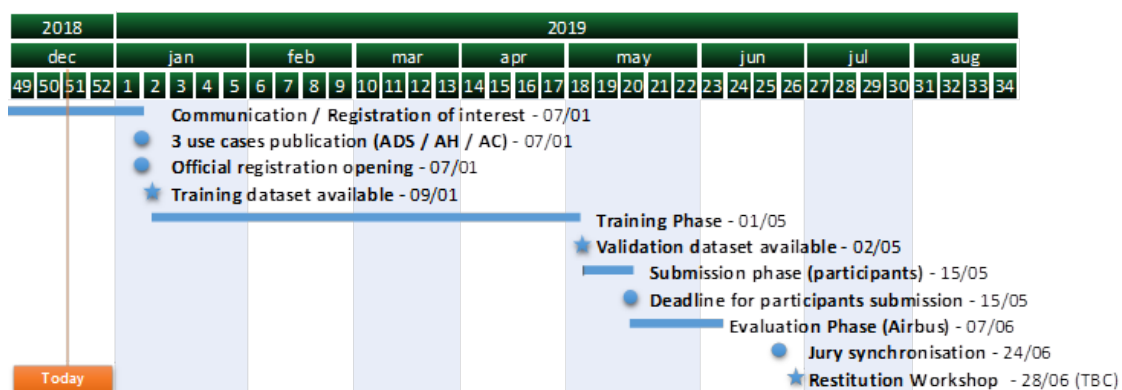 2018 2019
dec jan feb mar apr may jun jul aug
49 50 51 52 1 2 3 4 5 6 7 8 9 10 11 12 13 14 15 16 17 18 19 20 21 22 23 24 25 26 27 28 29 30 31 32 33 34
Communication / Registration of interest - 07/01
3 use cases publication (ADS / AH / AC) - 07/01
Official registration opening - 07/01
Training dataset available - 09/01
Training Phase - 01/05
Validation dataset available - 02/05
Submission phase (participants) - 15/05
Deadline for participants submission - 15/05
Evaluation Phase (Airbus) - 07/06
Jury synchronisation - 24/06
Today
Restitution Workshop - 28/06 (TBC)